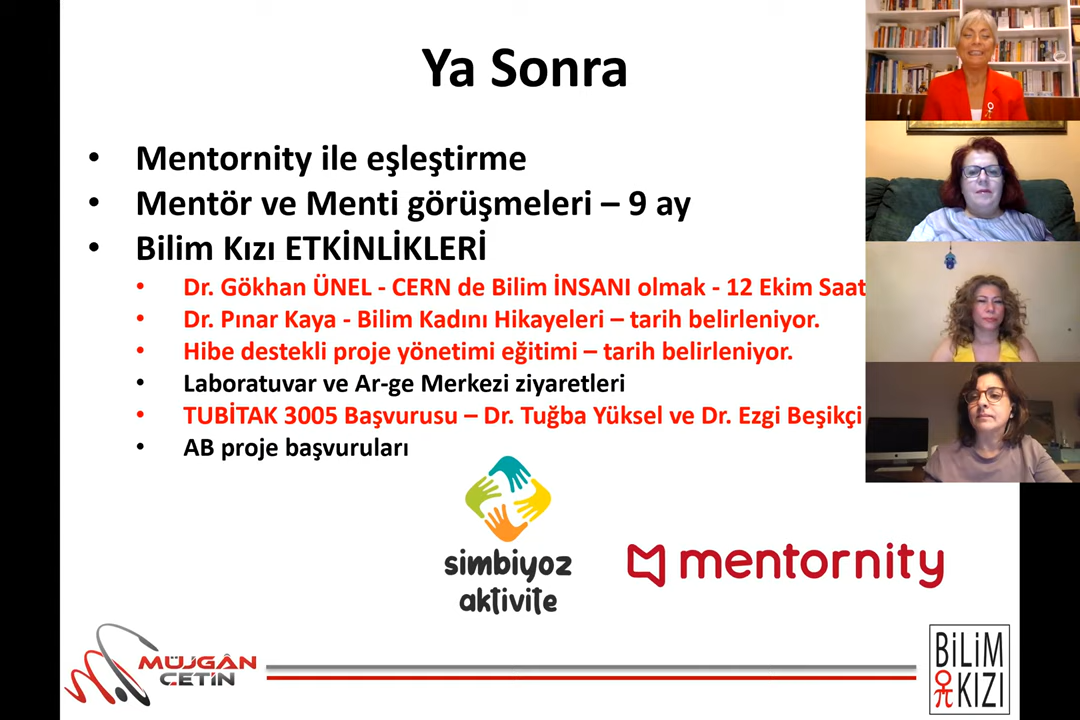 Ya Sonra
• Mentornity ile eşleştirme
• Mentör ve Menti görüşmeleri – 9 ay
• Bilim Kızı ETKİNLİKLERİ
• Dr. Gökhan ÜNEL - CERN de Bilim İNSANI olmak - 12 Ekim Saat
• Dr. Pınar Kaya - Bilim Kadını Hikayeleri – tarih belirleniyor.
• Hibe destekli proje yönetimi eğitimi – tarih belirleniyor.
• Laboratuvar ve Ar-ge Merkezi ziyaretleri
• TUBİTAK 3005 Başvurusu – Dr. Tuğba Yüksel ve Dr. Ezgi Beşikçi
• AB proje başvuruları
simbiyoz
aktivite
mentornity
MÜJGÂN
ÇETİN
BİLİM
KIZI